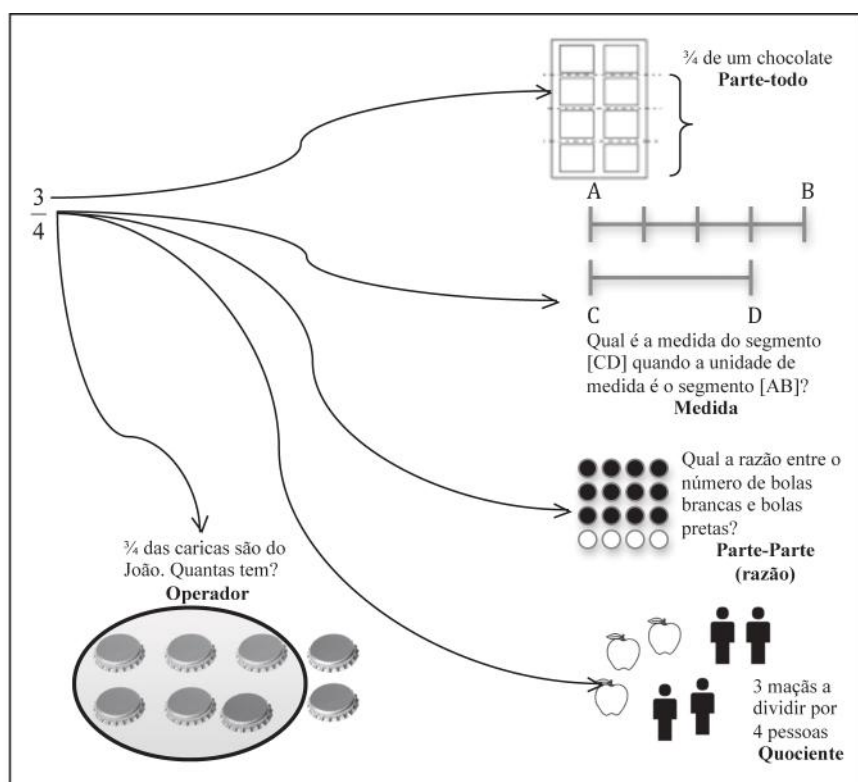 ¾ de um chocolate
Parte-todo
3
4
A B
C D
Qual é a medida do segmento
[CD] quando a unidade de
medida é o segmento [AB]?
Medida
Qual a razão entre o
número de bolas
brancas e bolas
pretas?
Parte-Parte
(razão)
¾ das caricas são do
João. Quantas tem?
Operador
3 maçãs a
dividir por
4 pessoas
Quociente